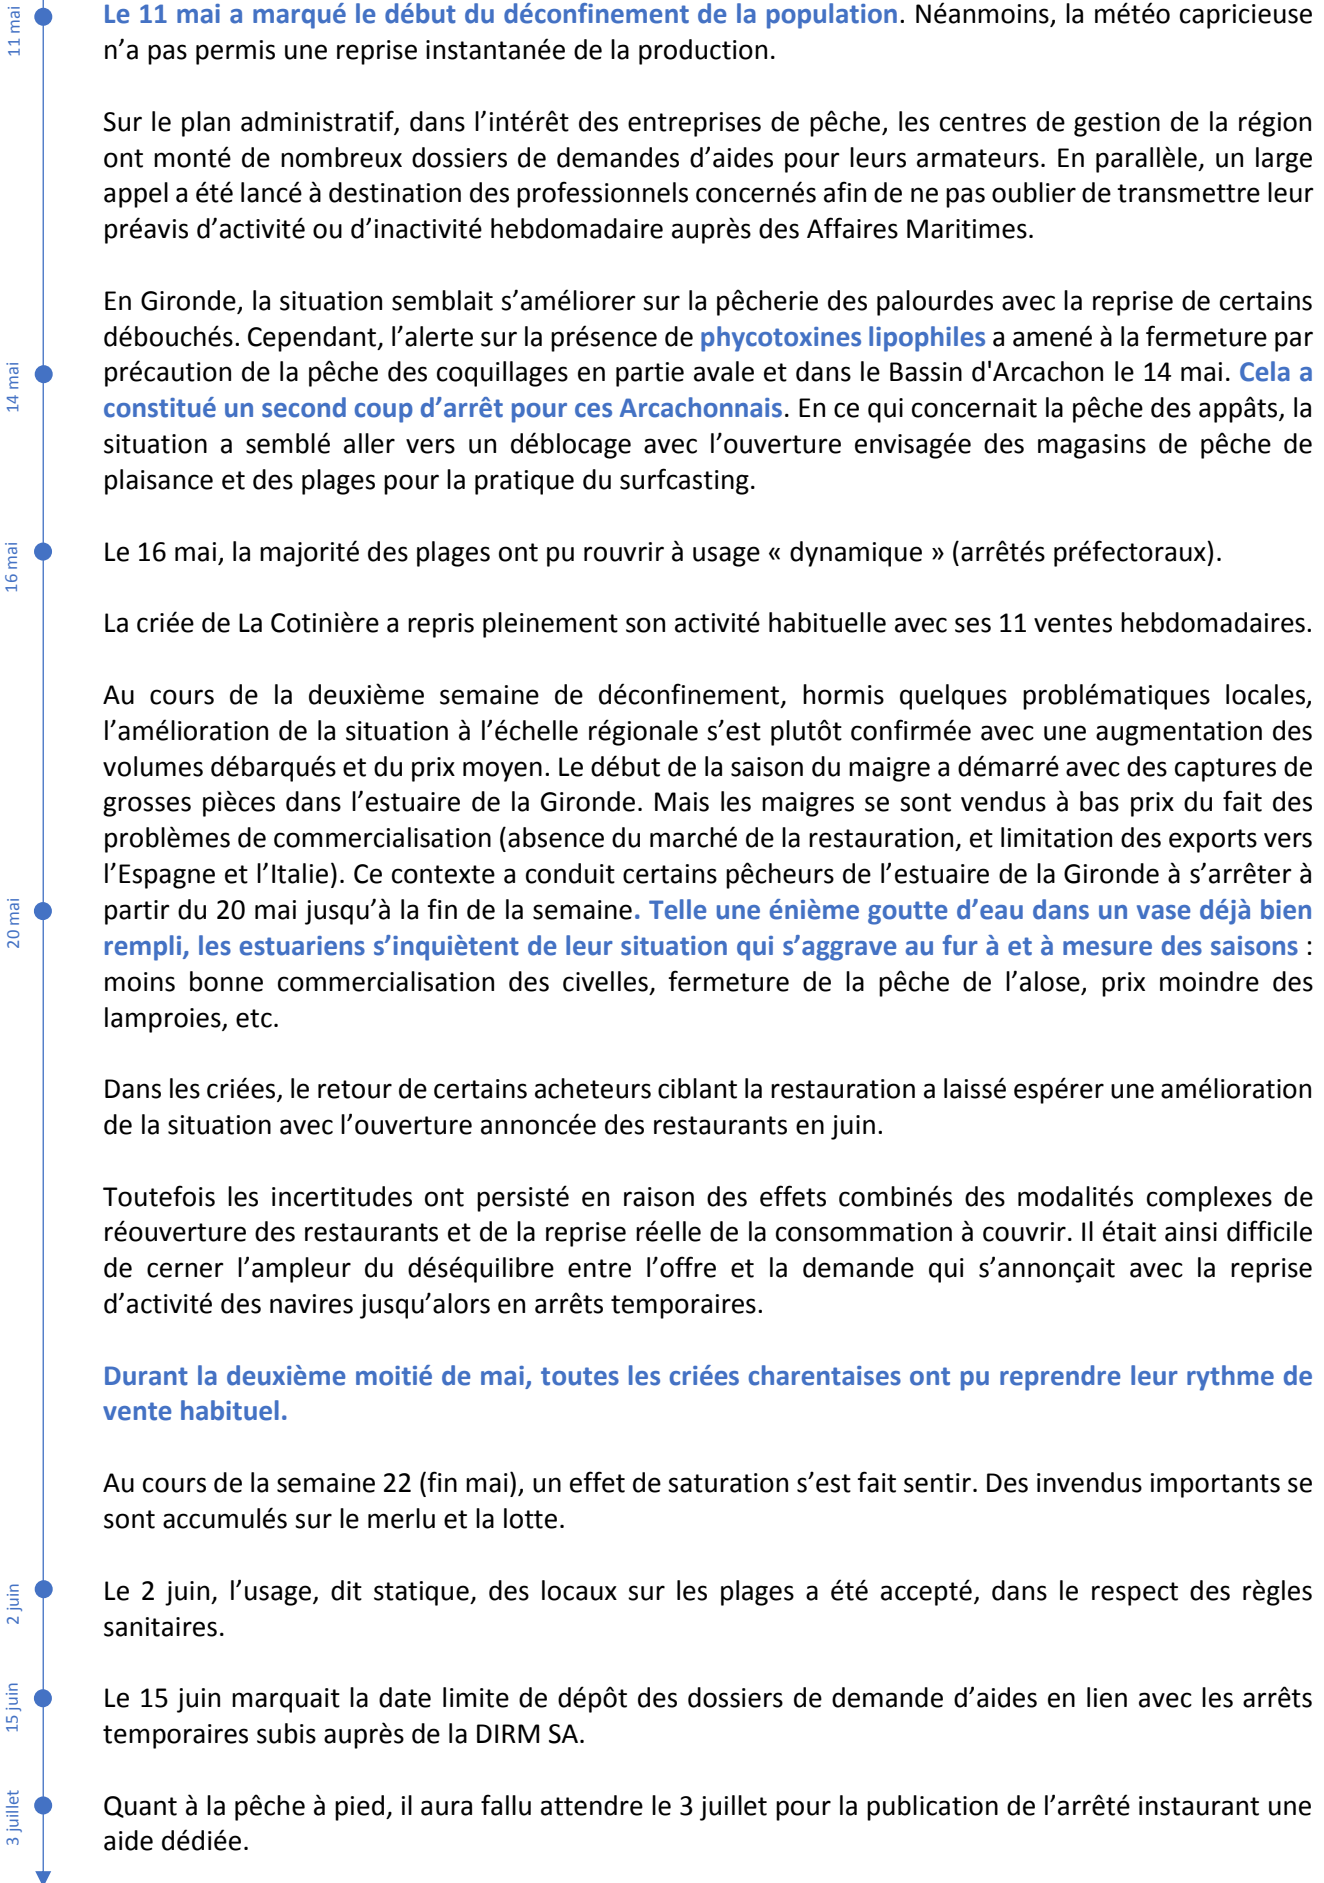 11 mai
Le 11 mai a marqué le début du déconfinement de la population. Néanmoins, la météo capricieuse
n’a pas permis une reprise instantanée de la production.
Sur le plan administratif, dans l’intérêt des entreprises de pêche, les centres de gestion de la région
ont monté de nombreux dossiers de demandes d’aides pour leurs armateurs. En parallèle, un large
appel a été lancé à destination des professionnels concernés afin de ne pas oublier de transmettre leur
préavis d’activité ou d’inactivité hebdomadaire auprès des Affaires Maritimes.
En Gironde, la situation semblait s’améliorer sur la pêcherie des palourdes avec la reprise de certains
débouchés. Cependant, l’alerte sur la présence de phycotoxines lipophiles a amené à la fermeture par
14 mai
précaution de la pêche des coquillages en partie avale et dans le Bassin d'Arcachon le 14 mai. Cela a
constitué un second coup d’arrêt pour ces Arcachonnais. En ce qui concernait la pêche des appâts, la
situation a semblé aller vers un déblocage avec l’ouverture envisagée des magasins de pêche de
plaisance et des plages pour la pratique du surfcasting.
16 mai
Le 16 mai, la majorité des plages ont pu rouvrir à usage « dynamique » (arrêtés préfectoraux).
La criée de La Cotinière a repris pleinement son activité habituelle avec ses 11 ventes hebdomadaires.
Au cours de la deuxième semaine de déconfinement, hormis quelques problématiques locales,
l’amélioration de la situation à l’échelle régionale s’est plutôt confirmée avec une augmentation des
volumes débarqués et du prix moyen. Le début de la saison du maigre a démarré avec des captures de
grosses pièces dans l’estuaire de la Gironde. Mais les maigres se sont vendus à bas prix du fait des
problèmes de commercialisation (absence du marché de la restauration, et limitation des exports vers
l’Espagne et l’Italie). Ce contexte a conduit certains pêcheurs de l’estuaire de la Gironde à s’arrêter à
20 mai
partir du 20 mai jusqu’à la fin de la semaine. Telle une énième goutte d’eau dans un vase déjà bien
rempli, les estuariens s’inquiètent de leur situation qui s’aggrave au fur à et à mesure des saisons :
moins bonne commercialisation des civelles, fermeture de la pêche de l’alose, prix moindre des
lamproies, etc.
Dans les criées, le retour de certains acheteurs ciblant la restauration a laissé espérer une amélioration
de la situation avec l’ouverture annoncée des restaurants en juin.
Toutefois les incertitudes ont persisté en raison des effets combinés des modalités complexes de
réouverture des restaurants et de la reprise réelle de la consommation à couvrir. Il était ainsi difficile
de cerner l’ampleur du déséquilibre entre l’offre et la demande qui s’annonçait avec la reprise
d’activité des navires jusqu’alors en arrêts temporaires.
Durant la deuxième moitié de mai, toutes les criées charentaises ont pu reprendre leur rythme de
vente habituel.
Au cours de la semaine 22 (fin mai), un effet de saturation s’est fait sentir. Des invendus importants se
sont accumulés sur le merlu et la lotte.
2 juin
Le 2 juin, l’usage, dit statique, des locaux sur les plages a été accepté, dans le respect des règles
sanitaires.
15 juin
Le 15 juin marquait la date limite de dépôt des dossiers de demande d’aides en lien avec les arrêts
temporaires subis auprès de la DIRM SA.
3 juillet
Quant à la pêche à pied, il aura fallu attendre le 3 juillet pour la publication de l’arrêté instaurant une
aide dédiée.